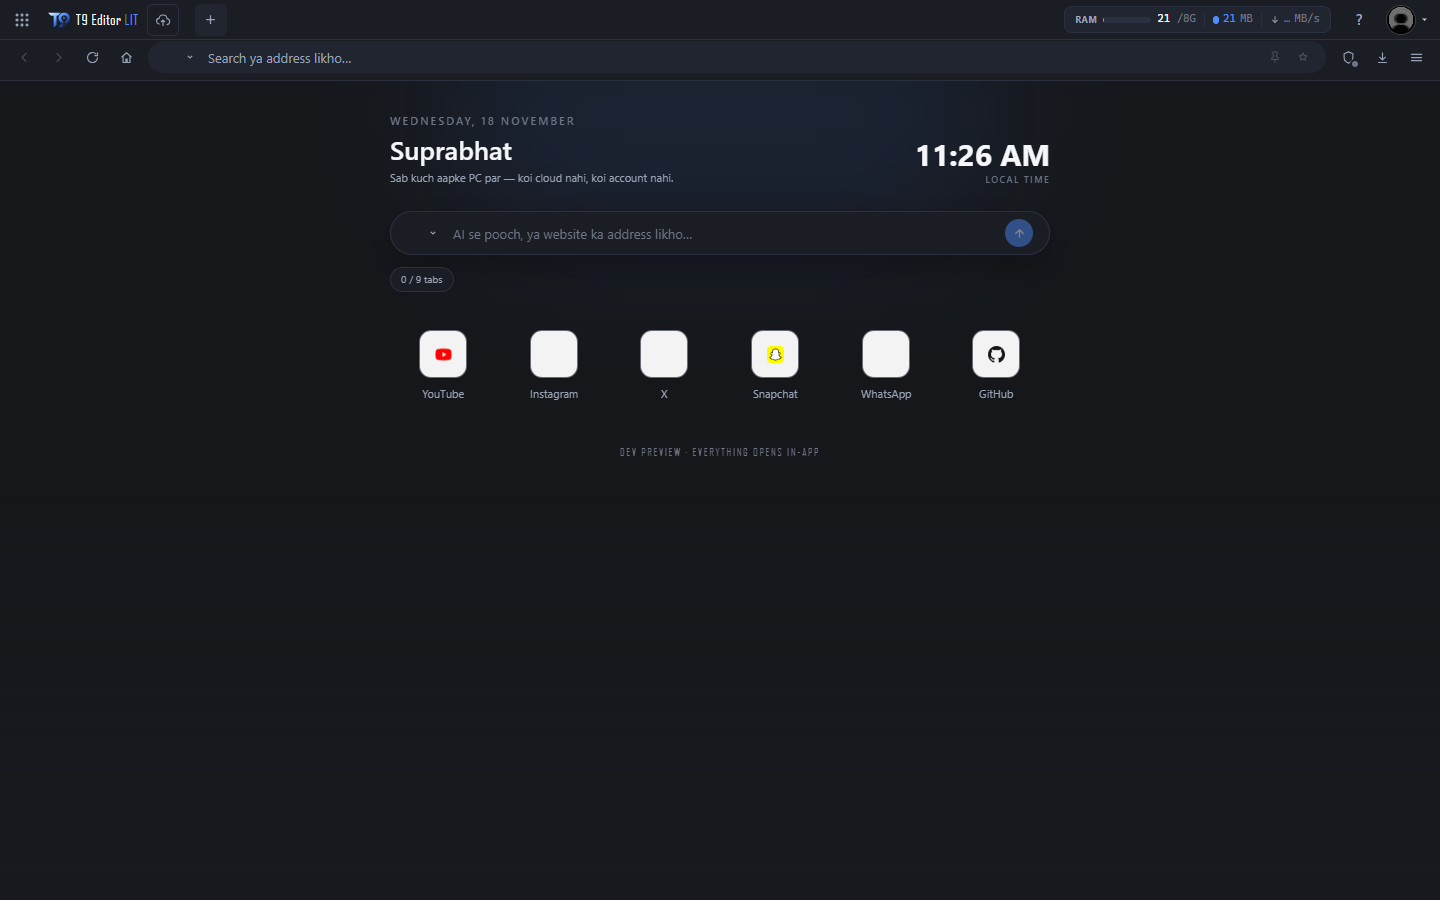 T9 T9 Editor LIT
RAM 21 /8G 21 MB ↓ … MB/s ?
Search ya address likho...
WEDNESDAY, 18 NOVEMBER
Suprabhat
Sab kuch aapke PC par — koi cloud nahi, koi account nahi.
11:26 AM
LOCAL TIME
AI se pooch, ya website ka address likho...
0 / 9 tabs
YouTube
Instagram
X
Snapchat
WhatsApp
GitHub
DEV PREVIEW · EVERYTHING OPENS IN-APP